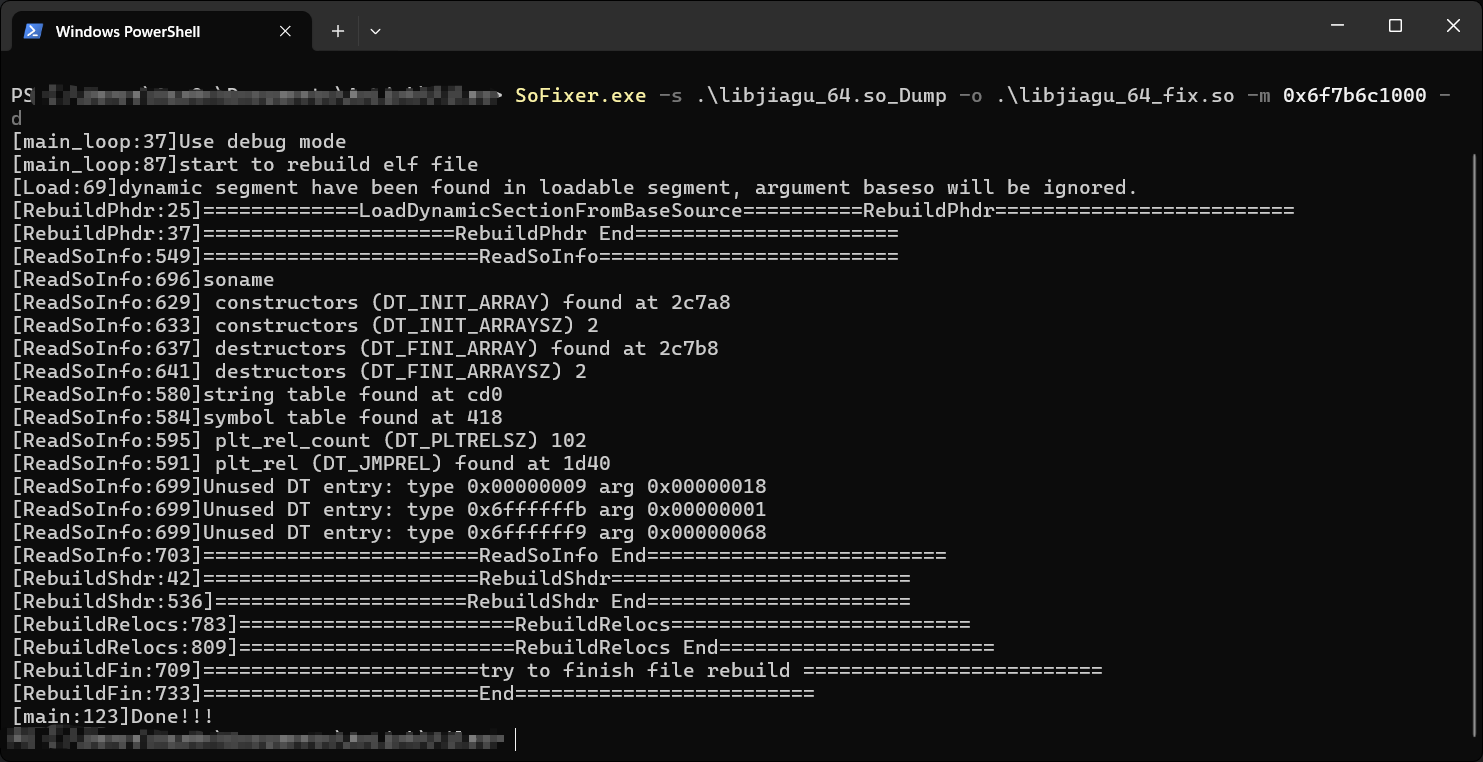 Windows PowerShell
PS > SoFixer.exe -s .\libjiagu_64.so_Dump -o .\libjiagu_64_fix.so -m 0x6f7b6c1000 -
d
[main_loop:37]Use debug mode
[main_loop:87]start to rebuild elf file
[Load:69]dynamic segment have been found in loadable segment, argument baseso will be ignored.
[RebuildPhdr:25]=============LoadDynamicSectionFromBaseSource==========RebuildPhdr=========================
[RebuildPhdr:37]=====================RebuildPhdr End======================
[ReadSoInfo:549]=======================ReadSoInfo=========================
[ReadSoInfo:696]soname
[ReadSoInfo:629] constructors (DT_INIT_ARRAY) found at 2c7a8
[ReadSoInfo:633] constructors (DT_INIT_ARRAYSZ) 2
[ReadSoInfo:637] destructors (DT_FINI_ARRAY) found at 2c7b8
[ReadSoInfo:641] destructors (DT_FINI_ARRAYSZ) 2
[ReadSoInfo:580]string table found at cd0
[ReadSoInfo:584]symbol table found at 418
[ReadSoInfo:595] plt_rel_count (DT_PLTRELSZ) 102
[ReadSoInfo:591] plt_rel (DT_JMPREL) found at 1d40
[ReadSoInfo:699]Unused DT entry: type 0x00000009 arg 0x00000018
[ReadSoInfo:699]Unused DT entry: type 0x6ffffffb arg 0x00000001
[ReadSoInfo:699]Unused DT entry: type 0x6ffffff9 arg 0x00000068
[ReadSoInfo:703]=======================ReadSoInfo End=========================
[RebuildShdr:42]=======================RebuildShdr=========================
[RebuildShdr:536]=====================RebuildShdr End======================
[RebuildRelocs:783]=======================RebuildRelocs=========================
[RebuildRelocs:809]=======================RebuildRelocs End=======================
[RebuildFin:709]=======================try to finish file rebuild =========================
[RebuildFin:733]=======================End=========================
[main:123]Done!!!